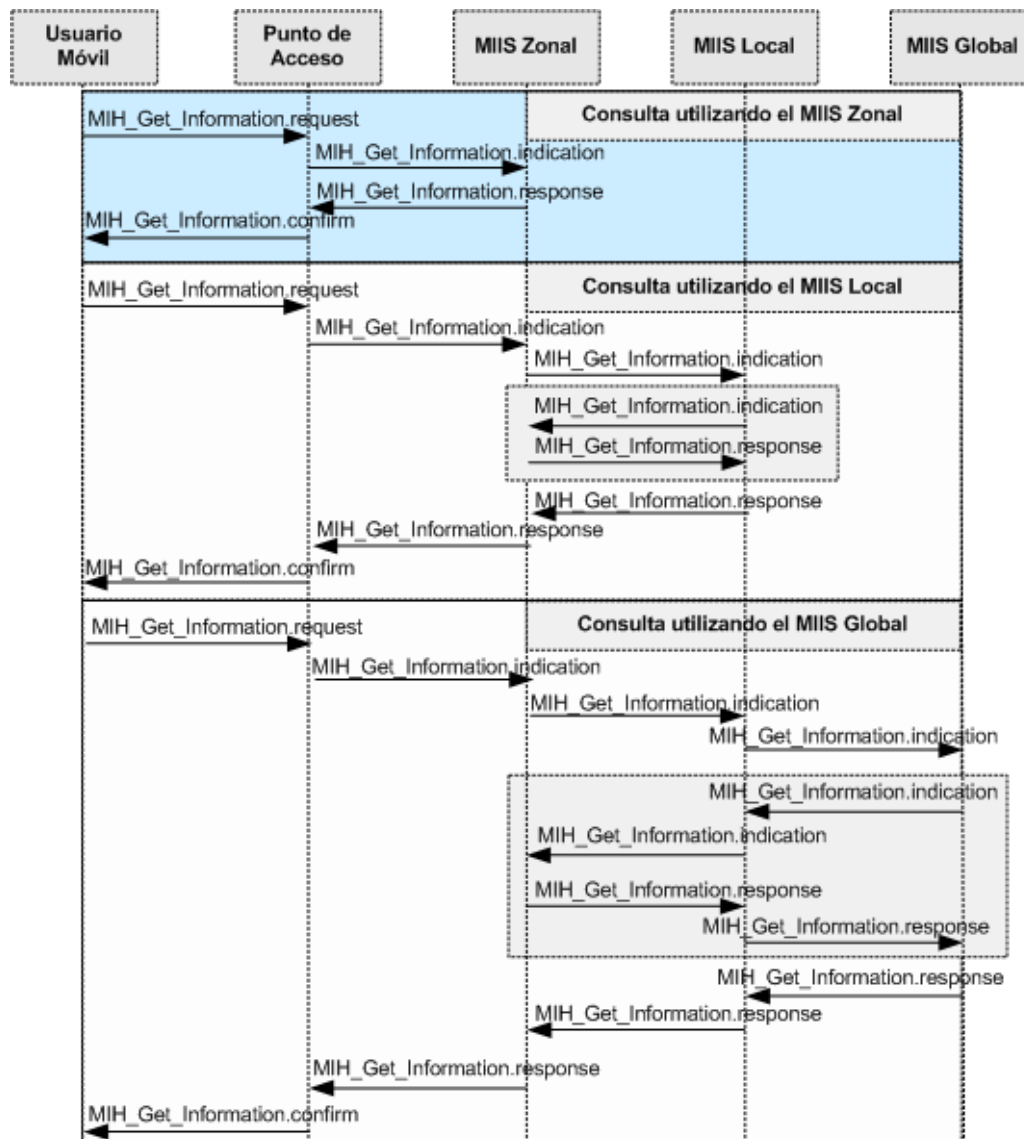 Usuario
Móvil
Punto de
Acceso
MIIS Zonal
MIIS Local
MIIS Global
Consulta utilizando el MIIS Zonal
MIH_Get_Information.request
MIH_Get_Information.indication
MIH_Get_Information.response
MIH_Get_Information.confirm
Consulta utilizando el MIIS Local
MIH_Get_Information.request
MIH_Get_Information.indication
MIH_Get_Information.indication
MIH_Get_Information.indication
MIH_Get_Information.response
MIH_Get_Information.response
MIH_Get_Information.response
MIH_Get_Information.confirm
Consulta utilizando el MIIS Global
MIH_Get_Information.request
MIH_Get_Information.indication
MIH_Get_Information.indication
MIH_Get_Information.indication
MIH_Get_Information.indication
MIH_Get_Information.indication
MIH_Get_Information.response
MIH_Get_Information.response
MIH_Get_Information.response
MIH_Get_Information.response
MIH_Get_Information.response
MIH_Get_Information.confirm